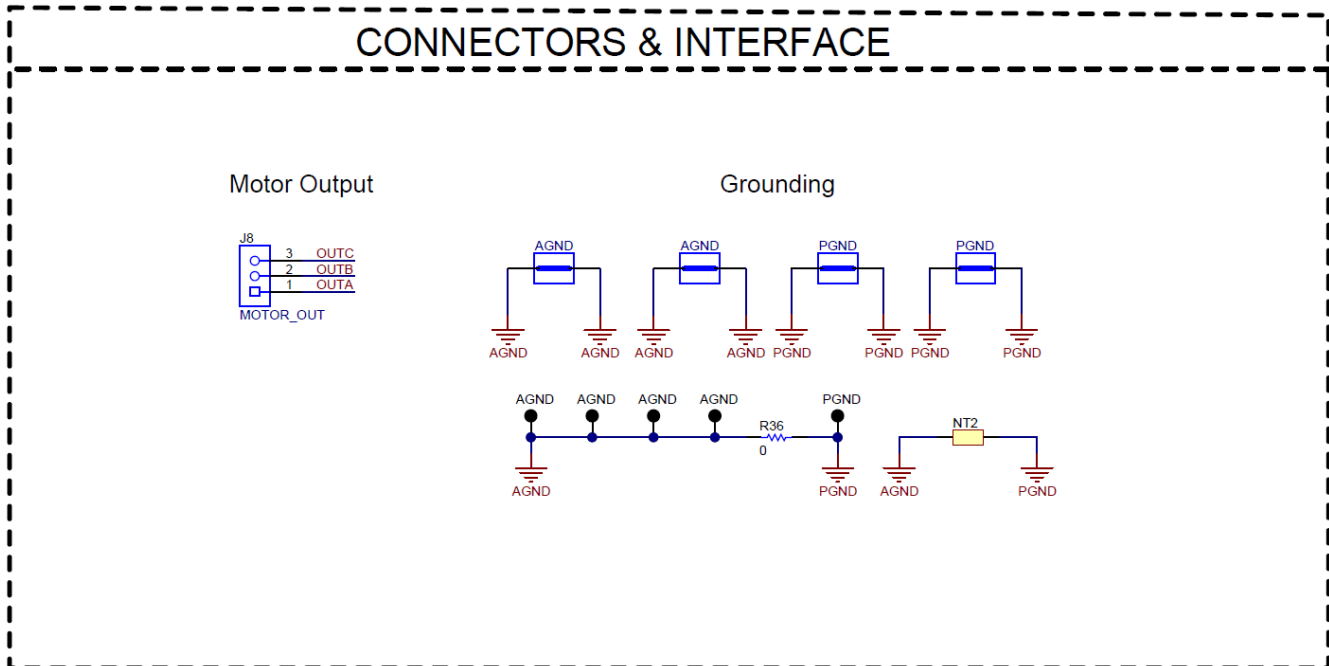 CONNECTORS & INTERFACE
Motor Output
Grounding
J8
3 OUTC
2 OUTB
1 OUTA
MOTOR_OUT
AGND AGND PGND PGND
AGND AGND AGND AGND PGND PGND PGND PGND
AGND AGND AGND AGND PGND
R36
0
NT2
AGND PGND AGND PGND